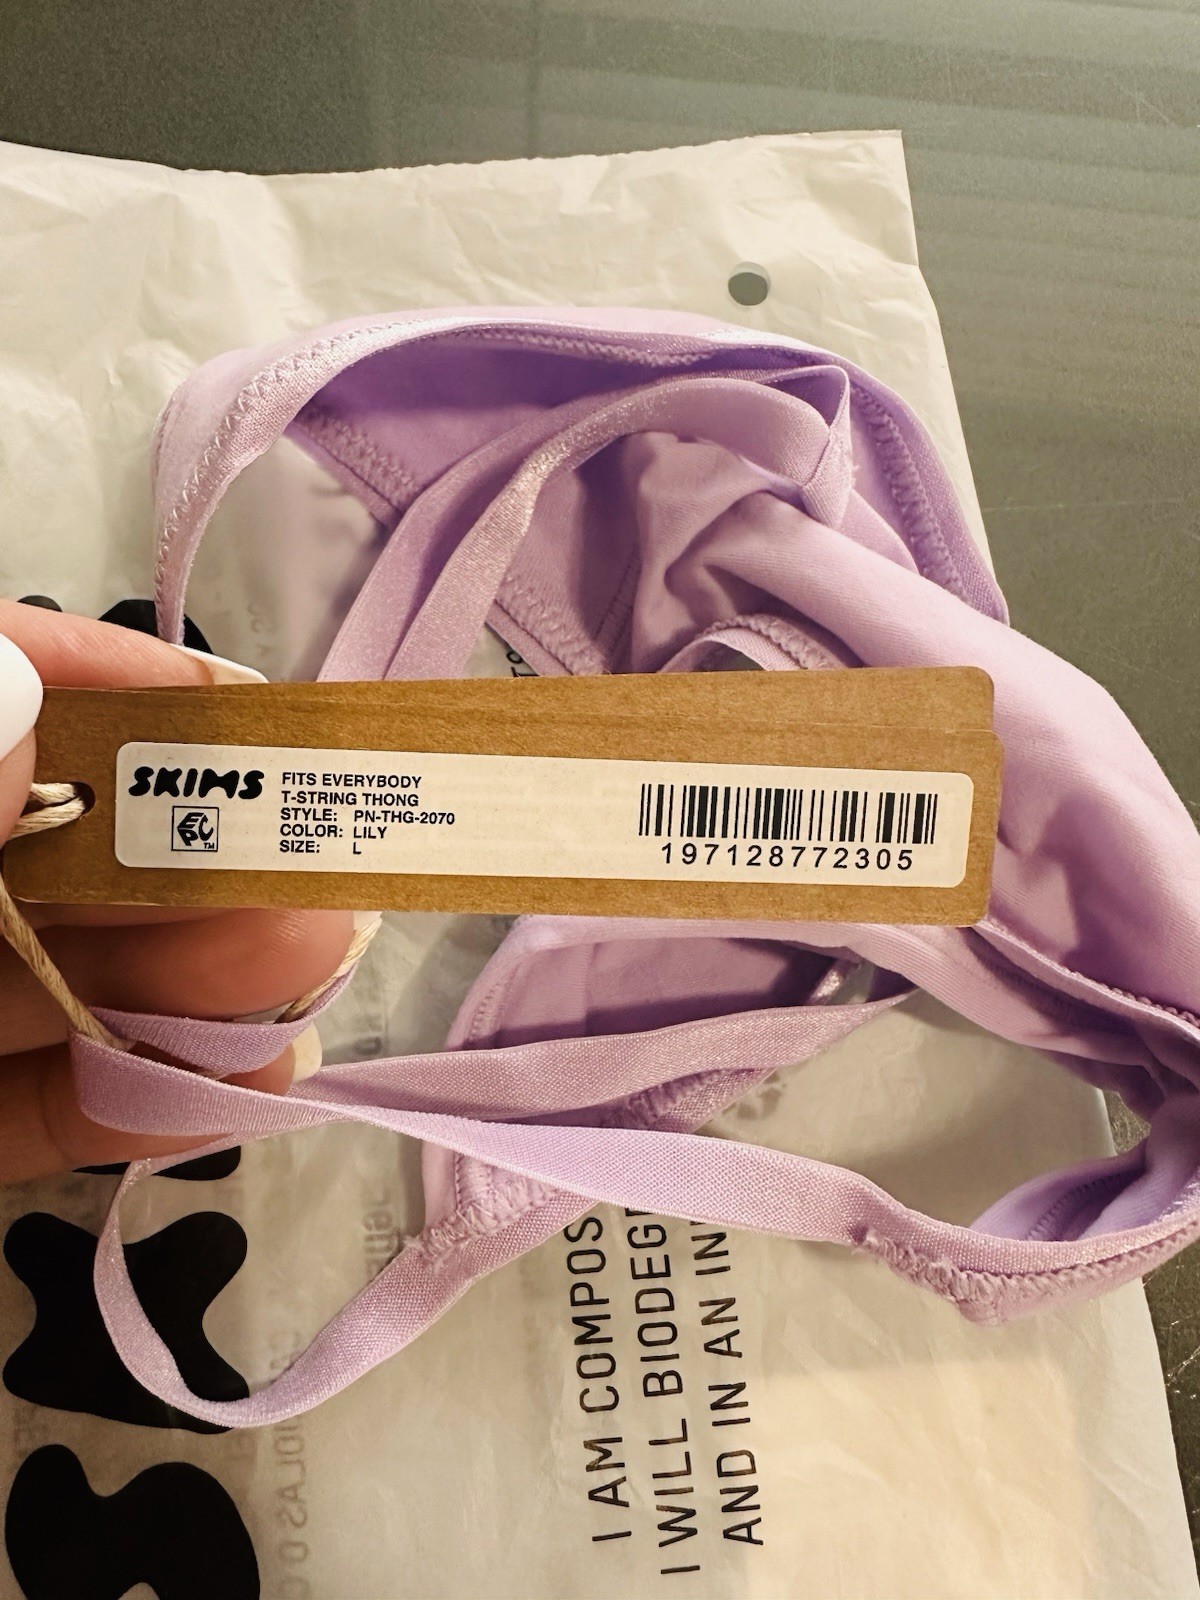 SKIMS
EPC™
FITS EVERYBODY
T-STRING THONG
STYLE: PN-THG-2070
COLOR: LILY
SIZE: L
197128772305
I AM COMPOS
I WILL BIODEG
AND IN AN IN